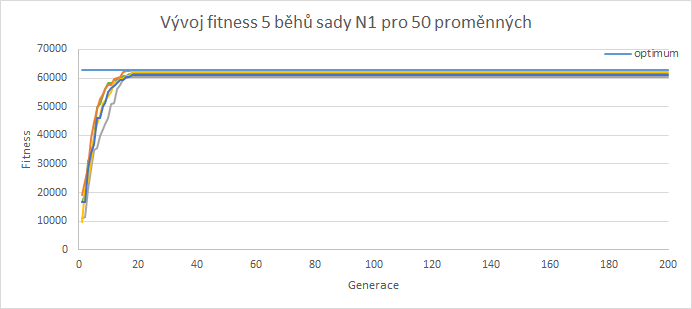 Vývoj fitness 5 běhů sady N1 pro 50 proměnných
optimum
70000
60000
50000
40000
30000
20000
10000
0
Fitness
0 20 40 60 80 100 120 140 160 180 200
Generace